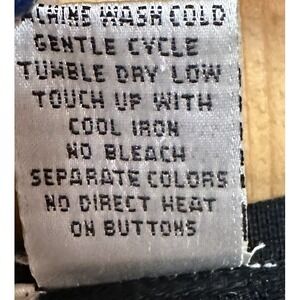 CHINE WASH COLD
GENTLE CYCLE
TUMBLE DRY LOW
TOUCH UP WITH
COOL IRON
NO BLEACH
SEPARATE COLORS
NO DIRECT HEAT
ON BUTTONS